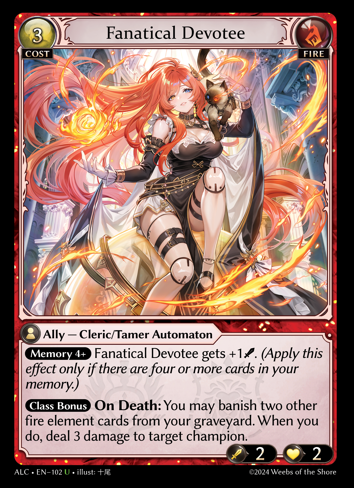 3
Fanatical Devotee
COST
FIRE
Ally — Cleric/Tamer Automaton
Memory 4+ Fanatical Devotee gets +1. (Apply this
effect only if there are four or more cards in your
memory.)
Class Bonus On Death: You may banish two other
fire element cards from your graveyard. When you
do, deal 3 damage to target champion.
2
2
ALC • EN-102 U • illust: 十尾
©2024 Weebs of the Shore